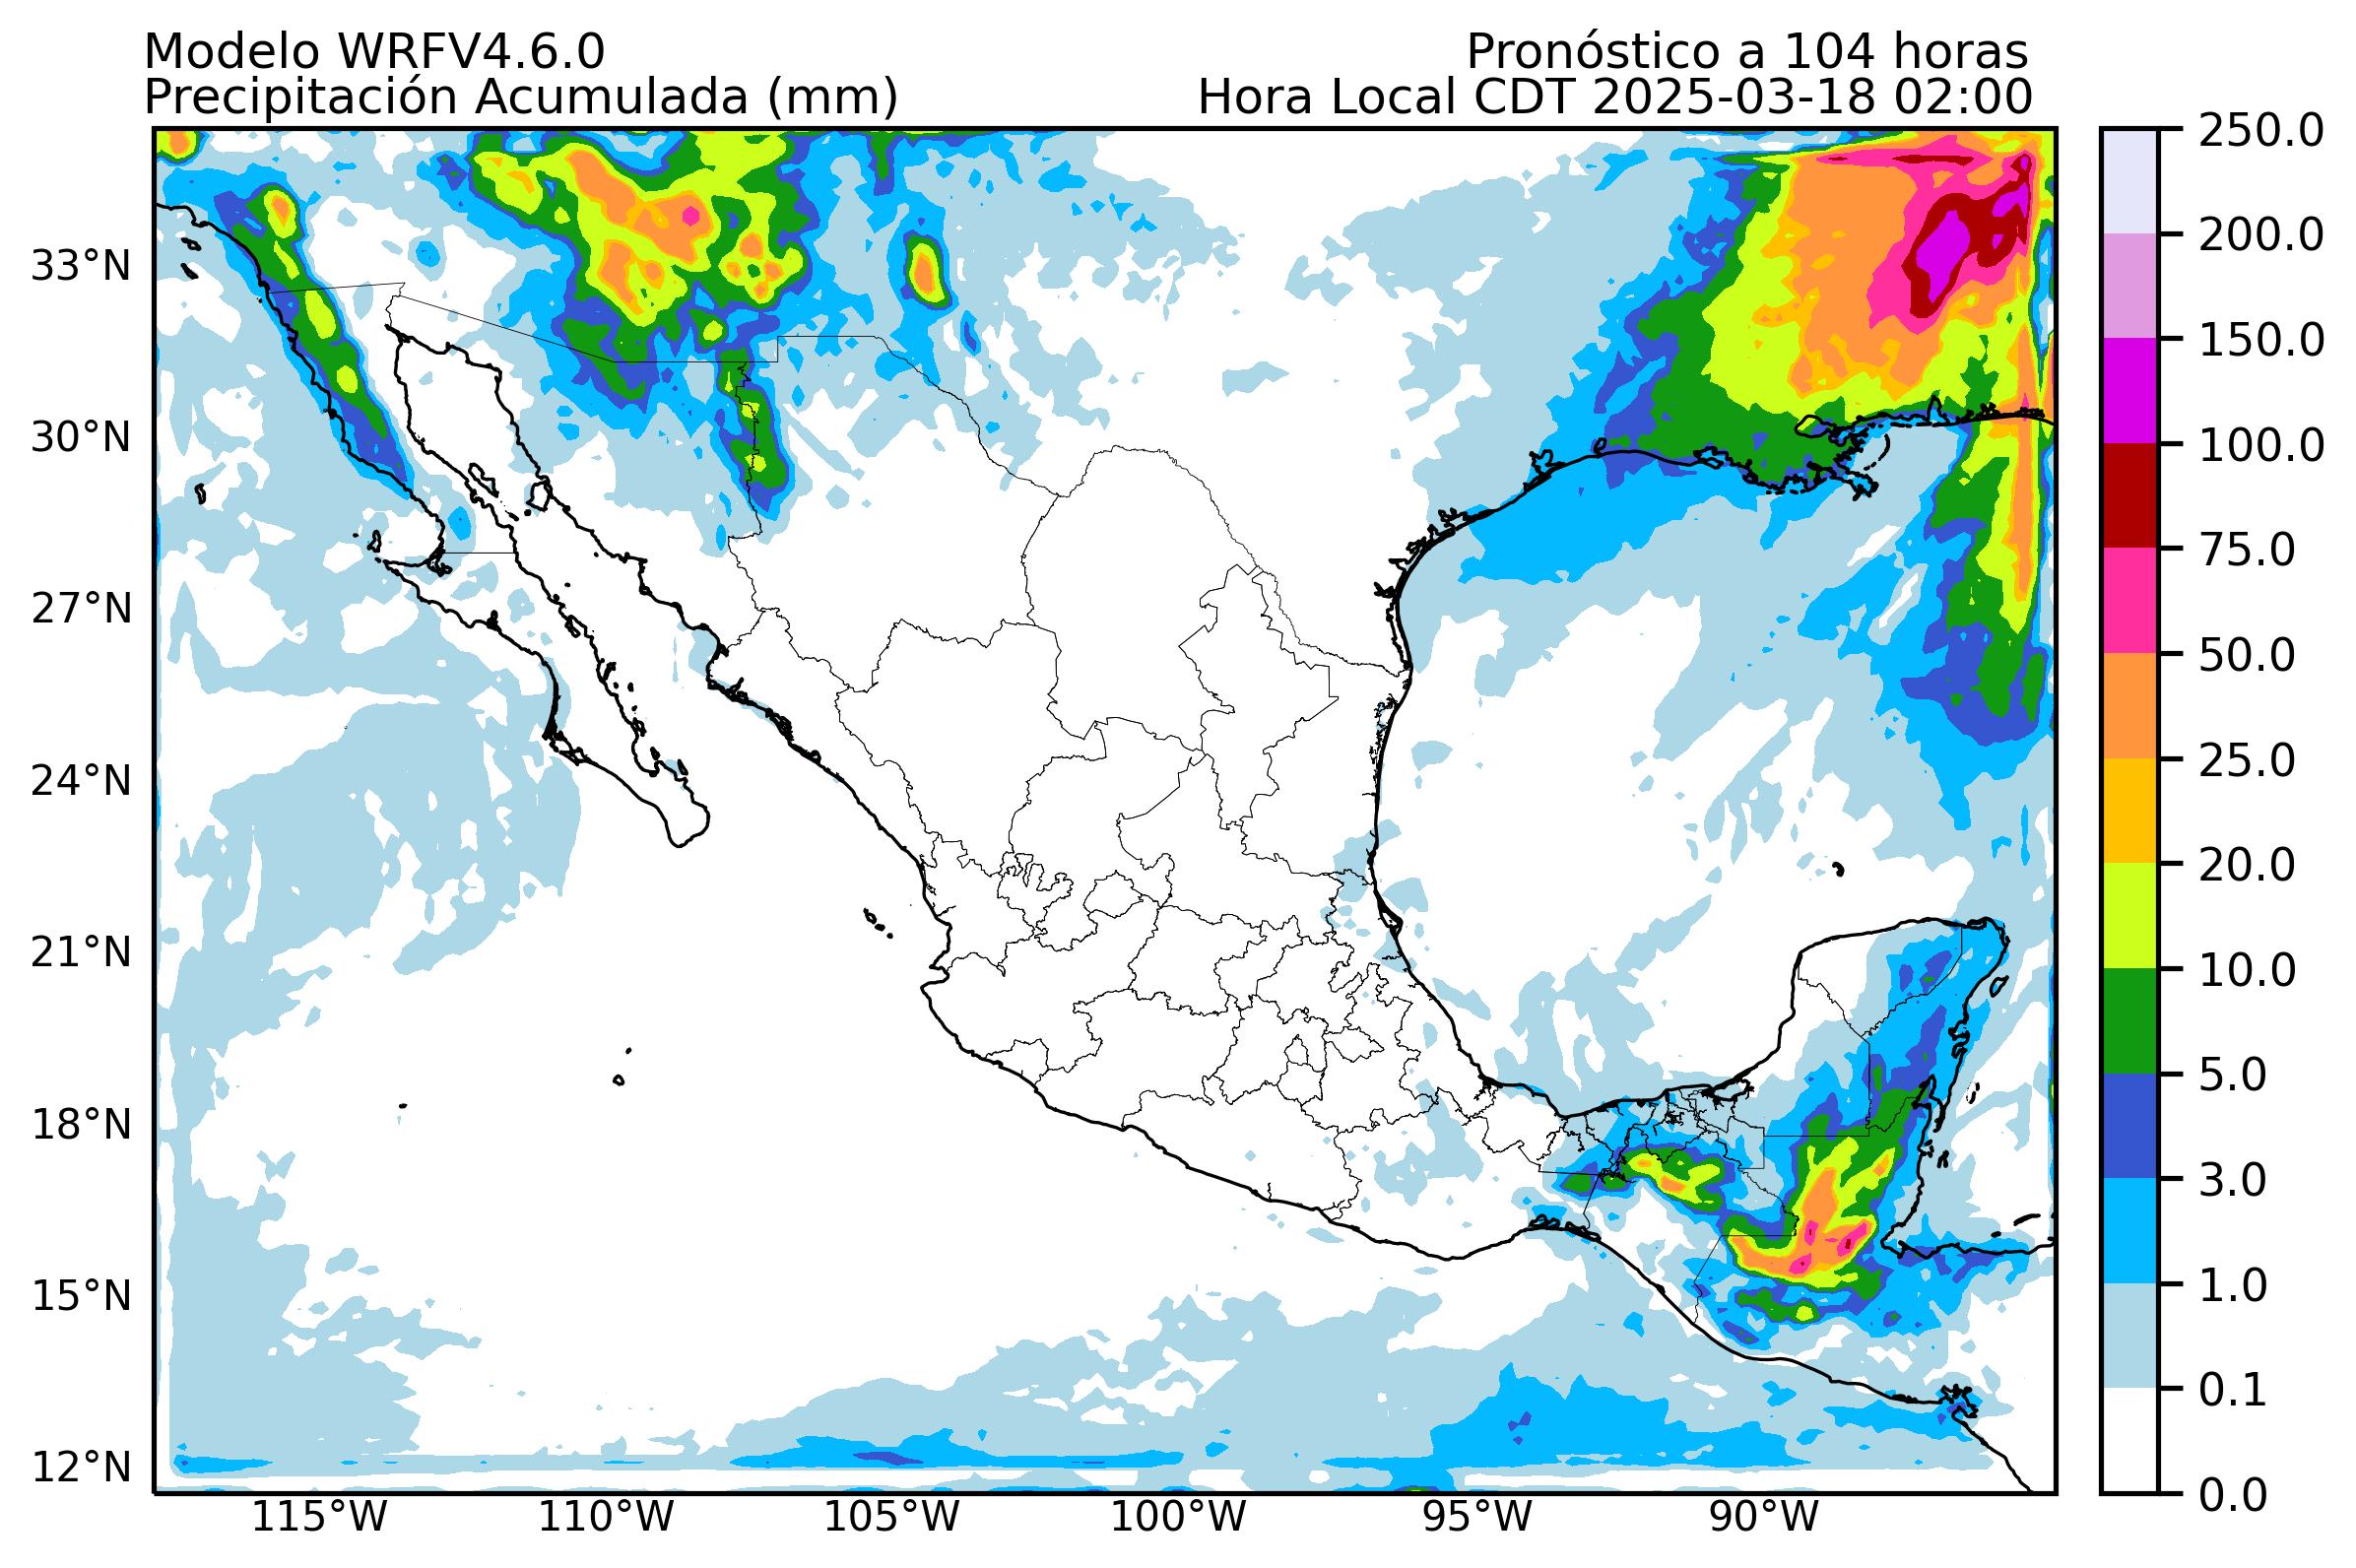 Modelo WRFV4.6.0
Pronóstico a 104 horas
Precipitación Acumulada (mm)
Hora Local CDT 2025-03-18 02:00
33°N
30°N
27°N
24°N
21°N
18°N
15°N
12°N
115°W
110°W
105°W
100°W
95°W
90°W
250.0
200.0
150.0
100.0
75.0
50.0
25.0
20.0
10.0
5.0
3.0
1.0
0.1
0.0